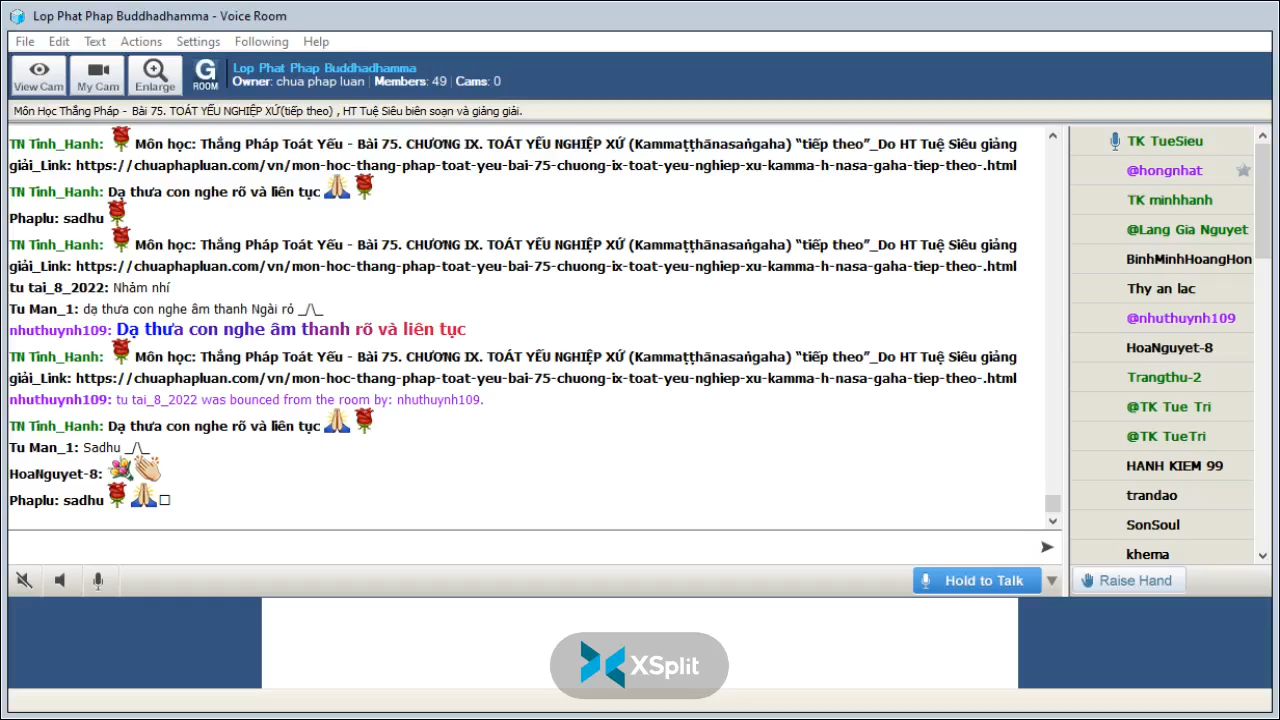 Lop Phat Phap Buddhadhamma - Voice Room
File Edit Text Actions Settings Following Help
View Cam My Cam Enlarge G ROOM
Lop Phat Phap Buddhadhamma
Owner: chua phap luan | Members: 49 | Cams: 0
Môn Học Thắng Pháp - Bài 75. TOÁT YẾU NGHIỆP XỨ(tiếp theo) , HT Tuệ Siêu biên soạn và giảng giải.
TN Tinh_Hanh: Môn học: Thắng Pháp Toát Yếu - Bài 75. CHƯƠNG IX. TOÁT YẾU NGHIỆP XỨ (Kammaṭṭhānasaṅgaha) “tiếp theo”_Do HT Tuệ Siêu giảng
giải_Link: https://chuaphapluan.com/vn/mon-hoc-thang-phap-toat-yeu-bai-75-chuong-ix-toat-yeu-nghiep-xu-kamma-h-nasa-gaha-tiep-theo-.html
TN Tinh_Hanh: Dạ thưa con nghe rõ và liên tục
Phaplu: sadhu
TN Tinh_Hanh: Môn học: Thắng Pháp Toát Yếu - Bài 75. CHƯƠNG IX. TOÁT YẾU NGHIỆP XỨ (Kammaṭṭhānasaṅgaha) “tiếp theo”_Do HT Tuệ Siêu giảng
giải_Link: https://chuaphapluan.com/vn/mon-hoc-thang-phap-toat-yeu-bai-75-chuong-ix-toat-yeu-nghiep-xu-kamma-h-nasa-gaha-tiep-theo-.html
tu tai_8_2022: Nhảm nhí
Tu Man_1: dạ thưa con nghe âm thanh Ngài rỏ _/\_
nhuthuynh109: Dạ thưa con nghe âm thanh rõ và liên tục
TN Tinh_Hanh: Môn học: Thắng Pháp Toát Yếu - Bài 75. CHƯƠNG IX. TOÁT YẾU NGHIỆP XỨ (Kammaṭṭhānasaṅgaha) “tiếp theo”_Do HT Tuệ Siêu giảng
giải_Link: https://chuaphapluan.com/vn/mon-hoc-thang-phap-toat-yeu-bai-75-chuong-ix-toat-yeu-nghiep-xu-kamma-h-nasa-gaha-tiep-theo-.html
nhuthuynh109: tu tai_8_2022 was bounced from the room by: nhuthuynh109.
TN Tinh_Hanh: Dạ thưa con nghe rõ và liên tục
Tu Man_1: Sadhu _/\_
HoaNguyet-8:
Phaplu: sadhu
TK TueSieu
@hongnhat
TK minhhanh
@Lang Gia Nguyet
BinhMinhHoangHon
Thy an lac
@nhuthuynh109
HoaNguyet-8
Trangthu-2
@TK Tue Tri
@TK TueTri
HANH KIEM 99
trandao
SonSoul
khema
Hold to Talk
Raise Hand
XSplit